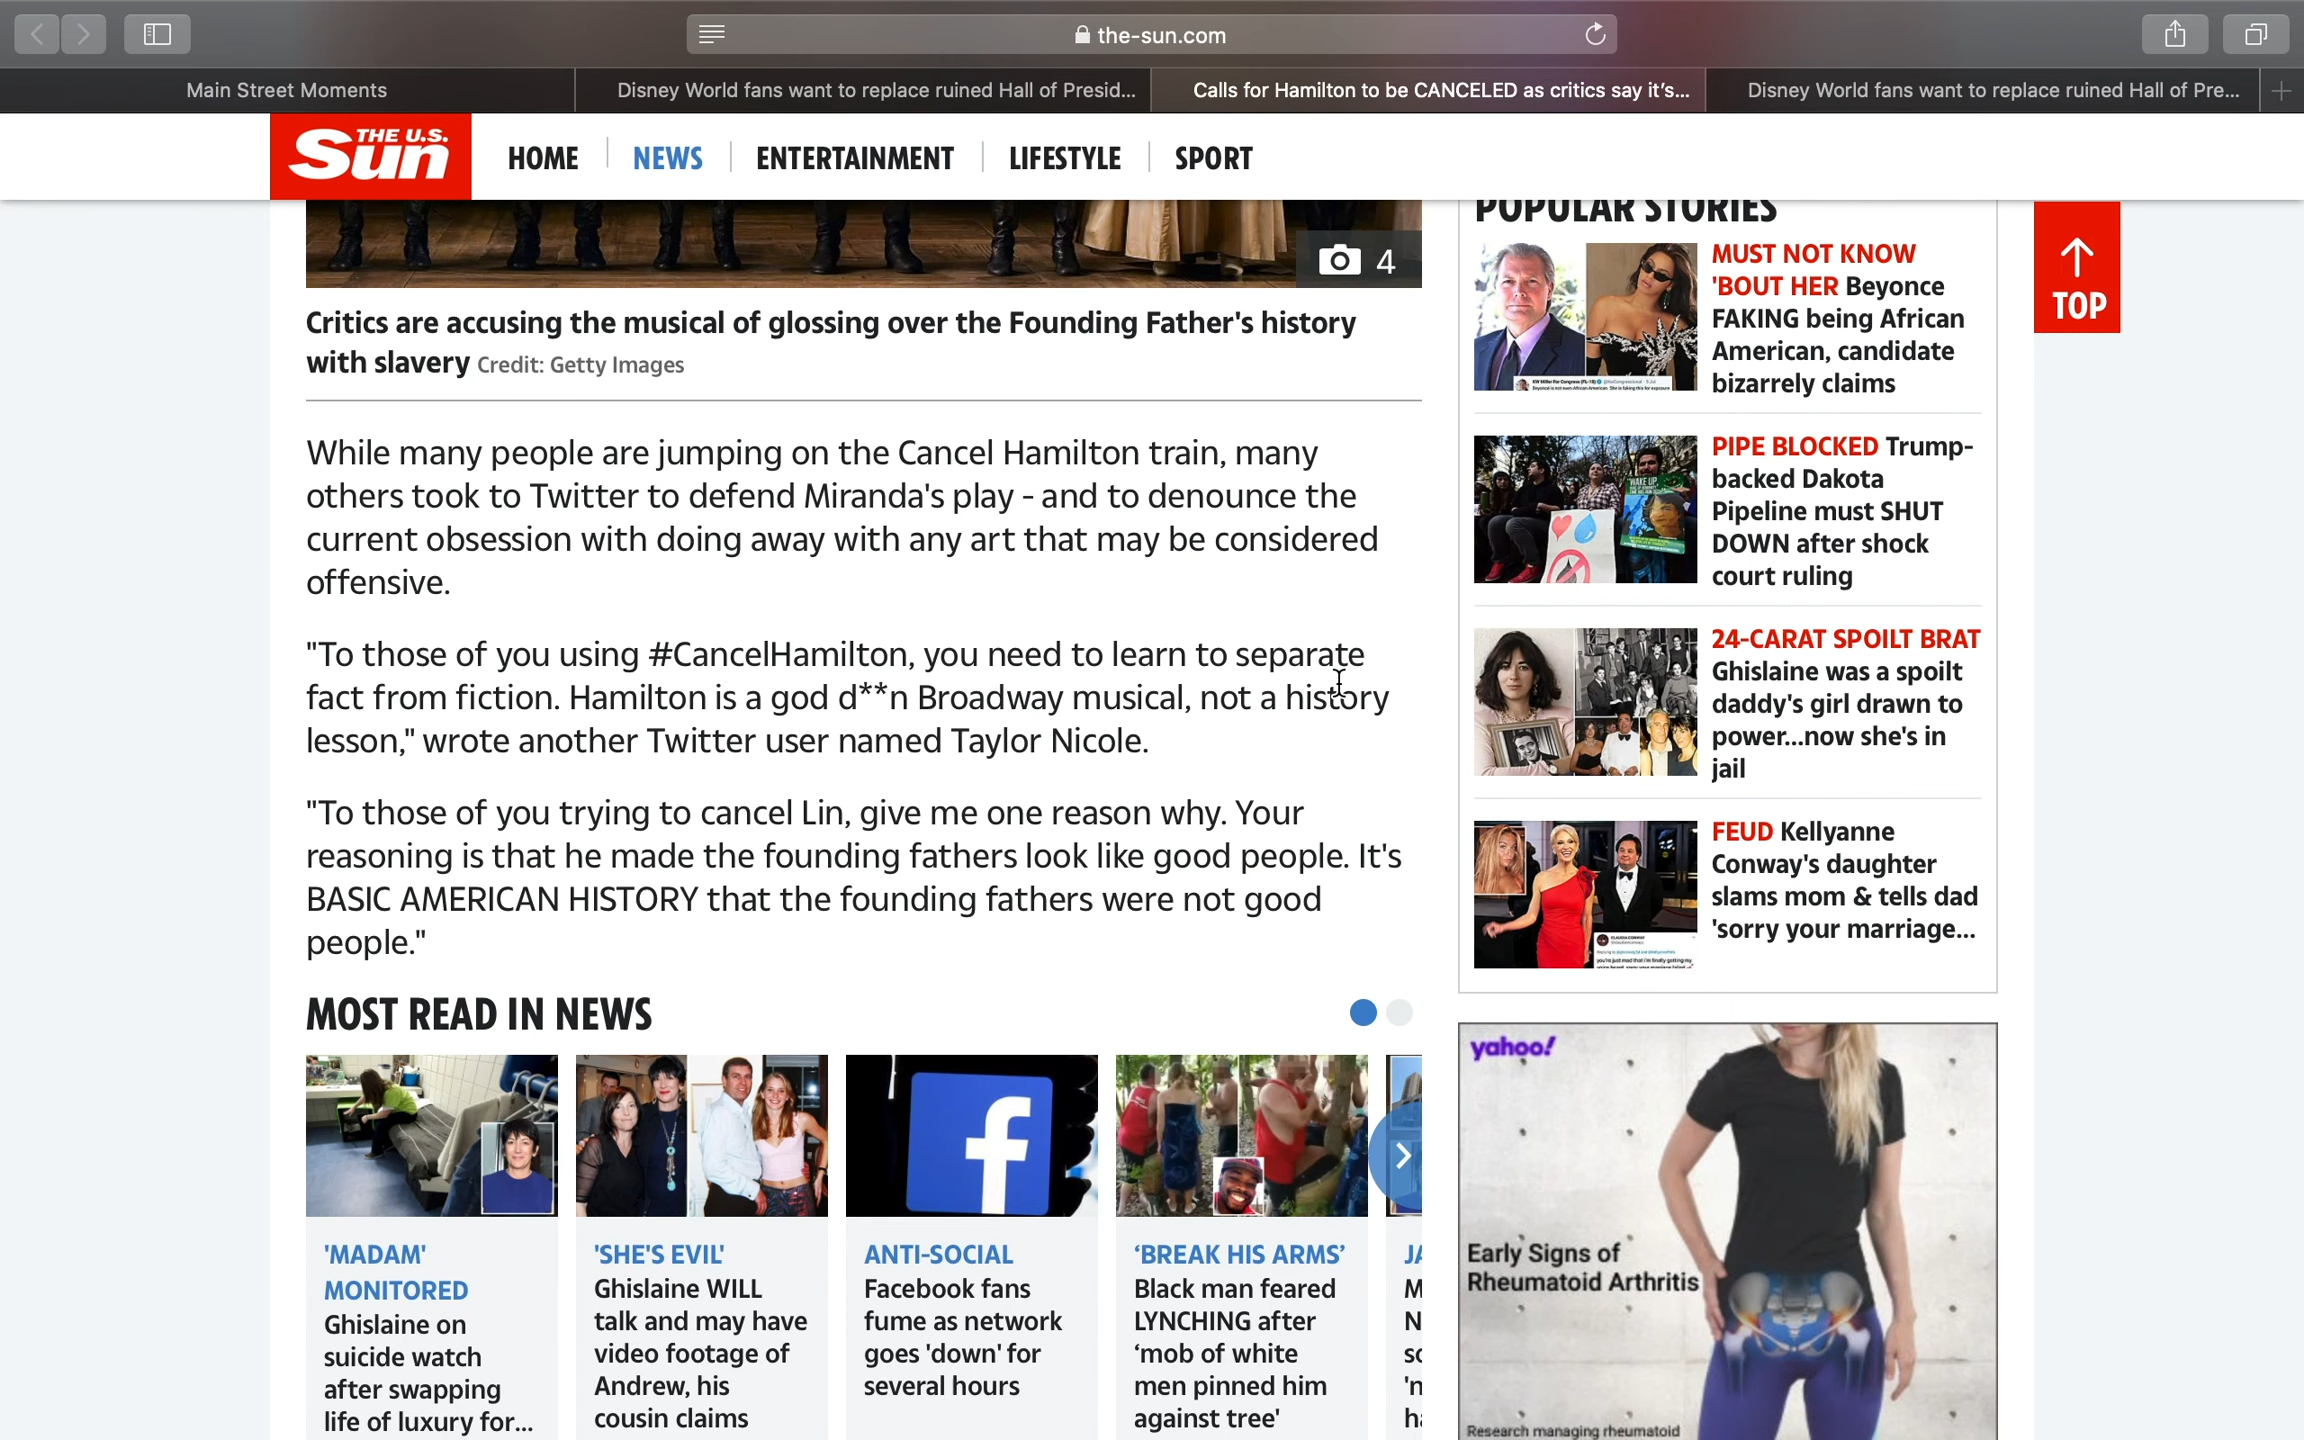 the-sun.com
Main Street Moments
Disney World fans want to replace ruined Hall of Presid...
Calls for Hamilton to be CANCELED as critics say it's...
Disney World fans want to replace ruined Hall of Pre...
THE U.S.
Sun
HOME
NEWS
ENTERTAINMENT
LIFESTYLE
SPORT
4
Critics are accusing the musical of glossing over the Founding Father's history
with slavery Credit: Getty Images
While many people are jumping on the Cancel Hamilton train, many
others took to Twitter to defend Miranda's play - and to denounce the
current obsession with doing away with any art that may be considered
offensive.
"To those of you using #CancelHamilton, you need to learn to separate
fact from fiction. Hamilton is a god d**n Broadway musical, not a history
lesson," wrote another Twitter user named Taylor Nicole.
"To those of you trying to cancel Lin, give me one reason why. Your
reasoning is that he made the founding fathers look like good people. It's
BASIC AMERICAN HISTORY that the founding fathers were not good
people."
MOST READ IN NEWS
'MADAM'
MONITORED
Ghislaine on
suicide watch
after swapping
life of luxury for...
'SHE'S EVIL'
Ghislaine WILL
talk and may have
video footage of
Andrew, his
cousin claims
ANTI-SOCIAL
Facebook fans
fume as network
goes 'down' for
several hours
‘BREAK HIS ARMS’
Black man feared
LYNCHING after
‘mob of white
men pinned him
against tree'
POPULAR STORIES
MUST NOT KNOW
'BOUT HER Beyonce
FAKING being African
American, candidate
bizarrely claims
PIPE BLOCKED Trump-
backed Dakota
Pipeline must SHUT
DOWN after shock
court ruling
24-CARAT SPOILT BRAT
Ghislaine was a spoilt
daddy's girl drawn to
power...now she's in
jail
FEUD Kellyanne
Conway's daughter
slams mom & tells dad
'sorry your marriage...
TOP
yahoo!
Early Signs of
Rheumatoid Arthritis
Research managing rheumatoid